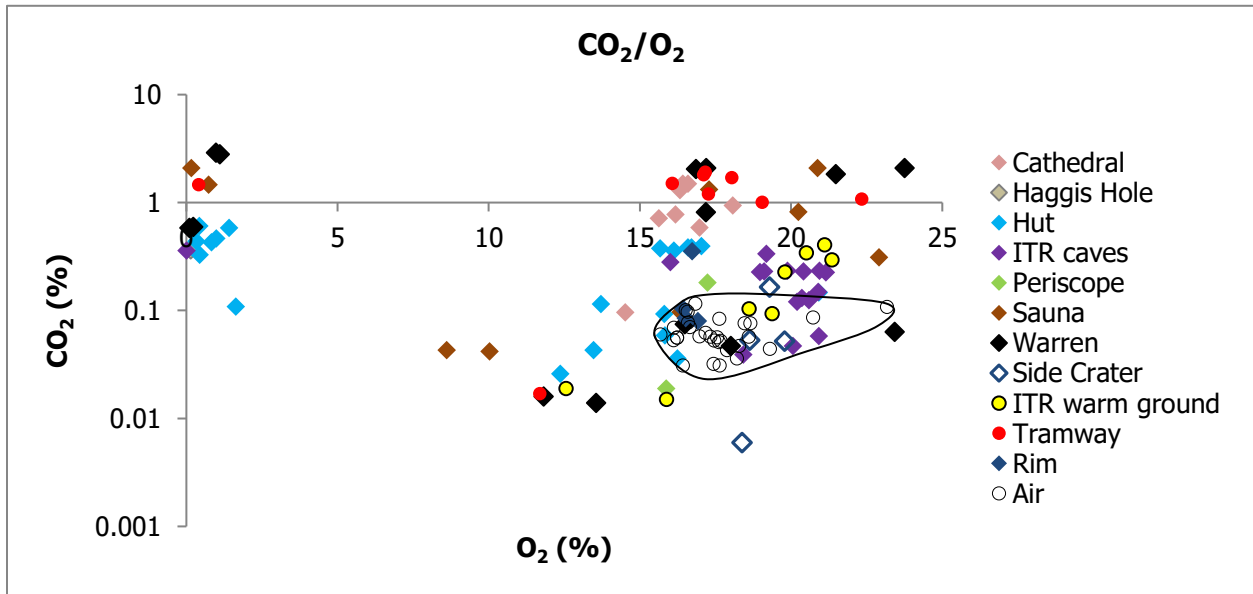 CO₂/O₂
10
1
0.1
0.01
0.001
0
5
10
15
20
25
CO₂ (%)
O₂ (%)
Cathedral
Haggis Hole
Hut
ITR caves
Periscope
Sauna
Warren
Side Crater
ITR warm ground
Tramway
Rim
Air